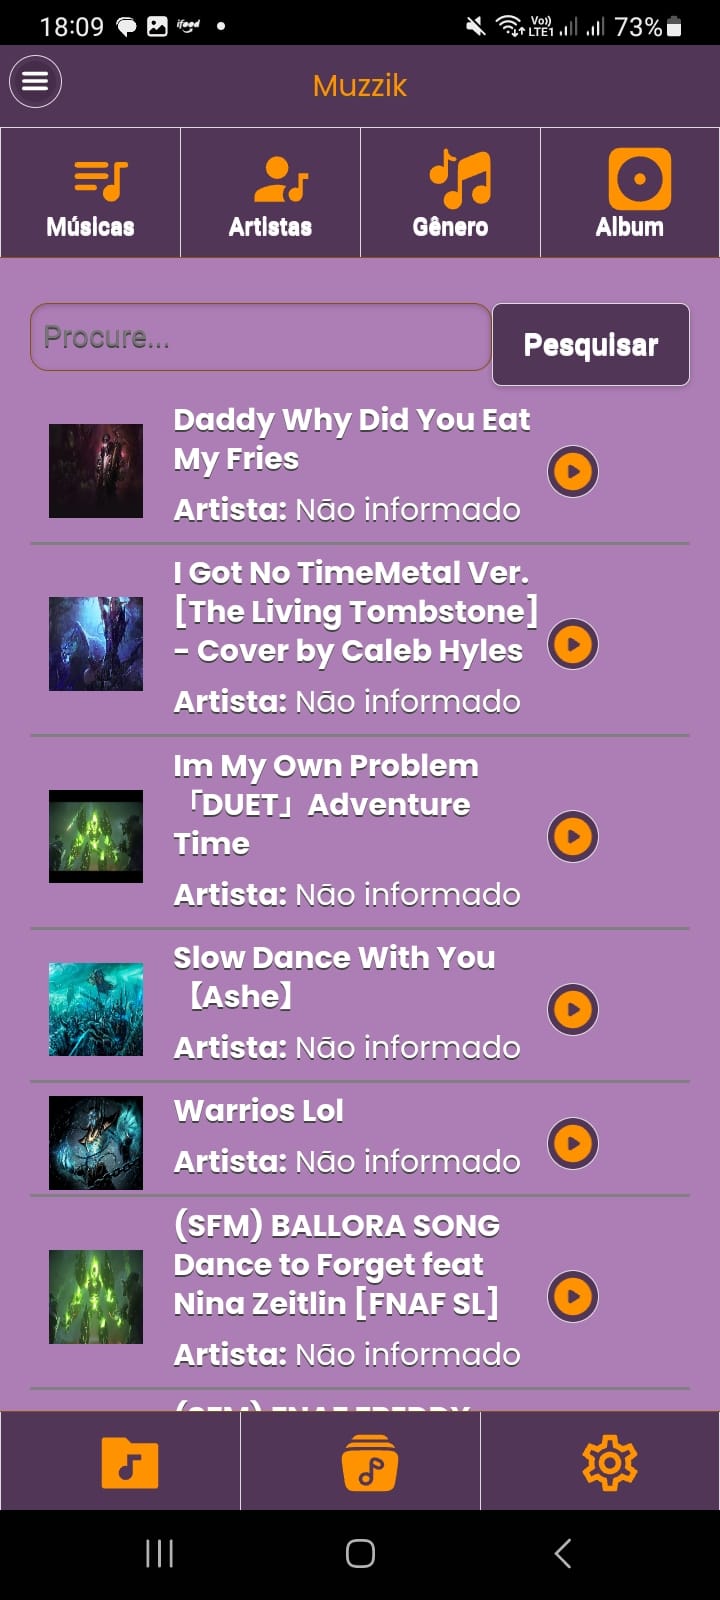 18:09 ifood Vo) LTE1 73%
Muzzik
Músicas Artistas Gênero Album
Procure... Pesquisar
Daddy Why Did You Eat
My Fries
Artista: Não informado
I Got No TimeMetal Ver.
[The Living Tombstone]
- Cover by Caleb Hyles
Artista: Não informado
Im My Own Problem
「DUET」Adventure
Time
Artista: Não informado
Slow Dance With You
【Ashe】
Artista: Não informado
Warrios Lol
Artista: Não informado
(SFM) BALLORA SONG
Dance to Forget feat
Nina Zeitlin [FNAF SL]
Artista: Não informado
(SFM) FNAF FREDDY